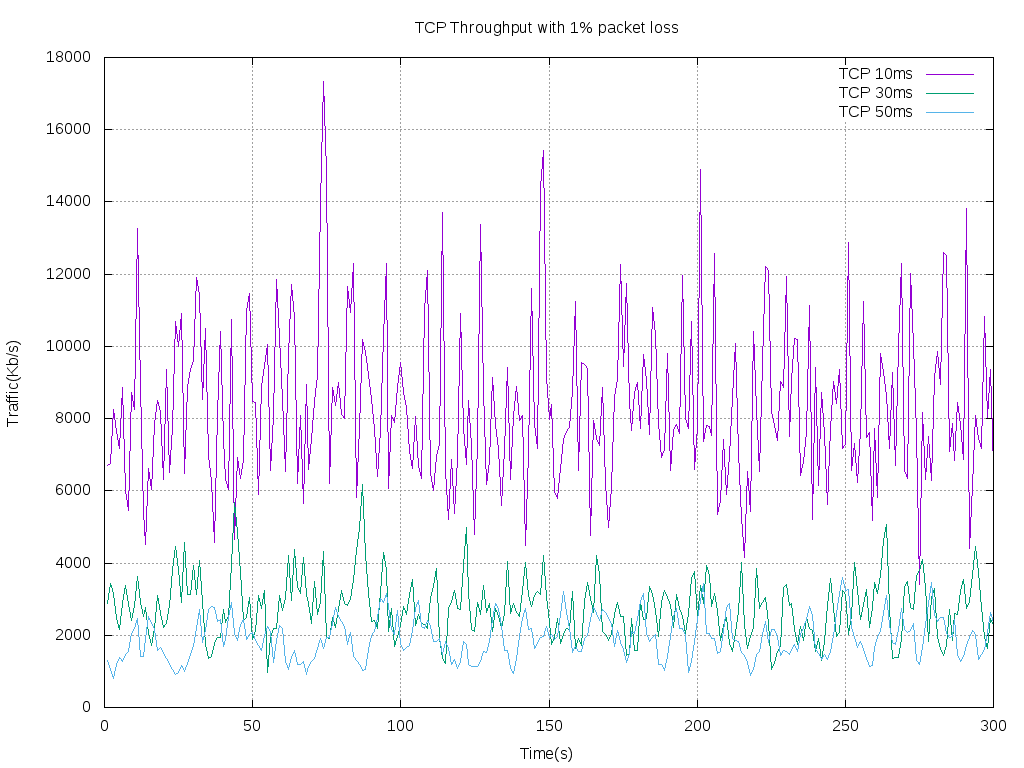 TCP Throughput with 1% packet loss
TCP 10ms
TCP 30ms
TCP 50ms
18000
16000
14000
12000
10000
8000
6000
4000
2000
0
Traffic(Kb/s)
0 50 100 150 200 250 300
Time(s)